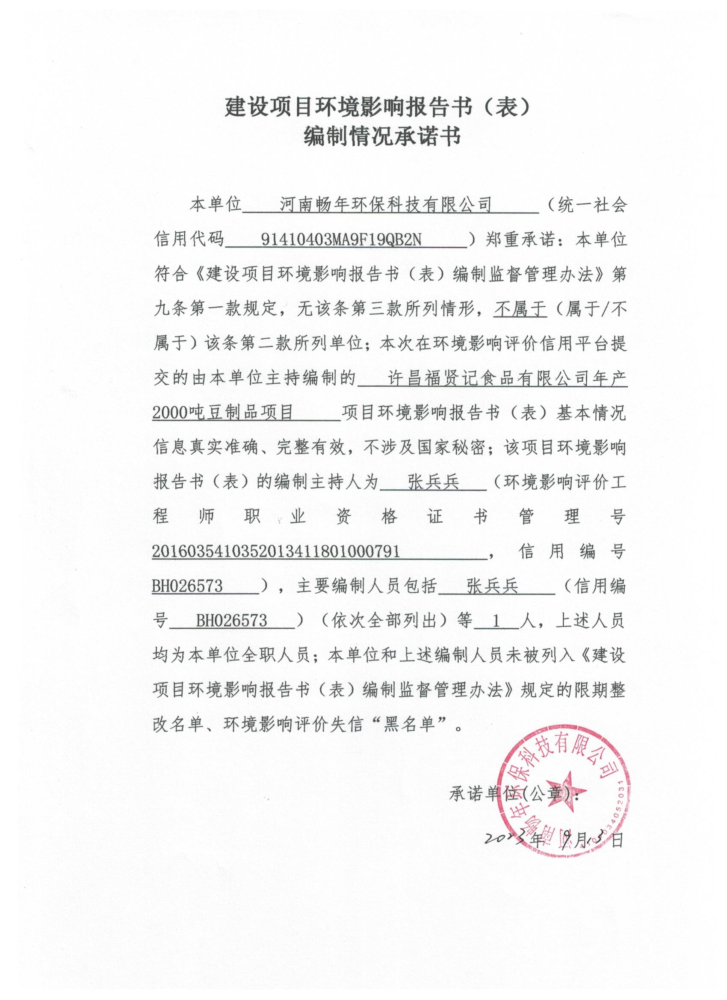 建设项目环境影响报告书（表）
编制情况承诺书
本单位 河南畅年环保科技有限公司 （统一社会
信用代码 91410403MA9F19QB2N ）郑重承诺：本单位
符合《建设项目环境影响报告书（表）编制监督管理办法》第
九条第一款规定，无该条第三款所列情形，不属于（属于/不
属于）该条第二款所列单位；本次在环境影响评价信用平台提
交的由本单位主持编制的 许昌福贤记食品有限公司年产
2000吨豆制品项目 项目环境影响报告书（表）基本情况
信息真实准确、完整有效，不涉及国家秘密；该项目环境影响
报告书（表）的编制主持人为 张兵兵 （环境影响评价工
程师职业资格证书管理号
2016035410352013411801000791 ，信用编号
BH026573 ），主要编制人员包括 张兵兵 （信用编
号 BH026573 ）（依次全部列出）等 1 人，上述人员
均为本单位全职人员；本单位和上述编制人员未被列入《建设
项目环境影响报告书（表）编制监督管理办法》规定的限期整
改名单、环境影响评价失信“黑名单”。
承诺单位(公章)：
2023年 9月13日
河南畅年环保科技有限公司